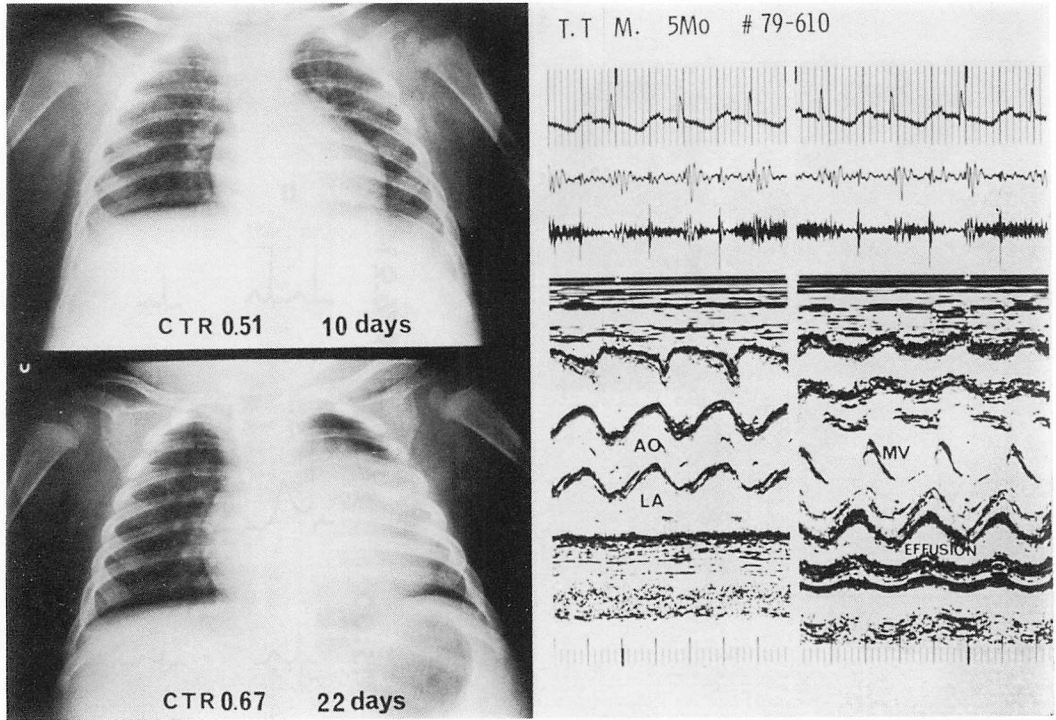 CTR 0.51 10 days
CTR 0.67 22 days
T.T M. 5Mo # 79-610
AO
LA
MV
EFFUSION